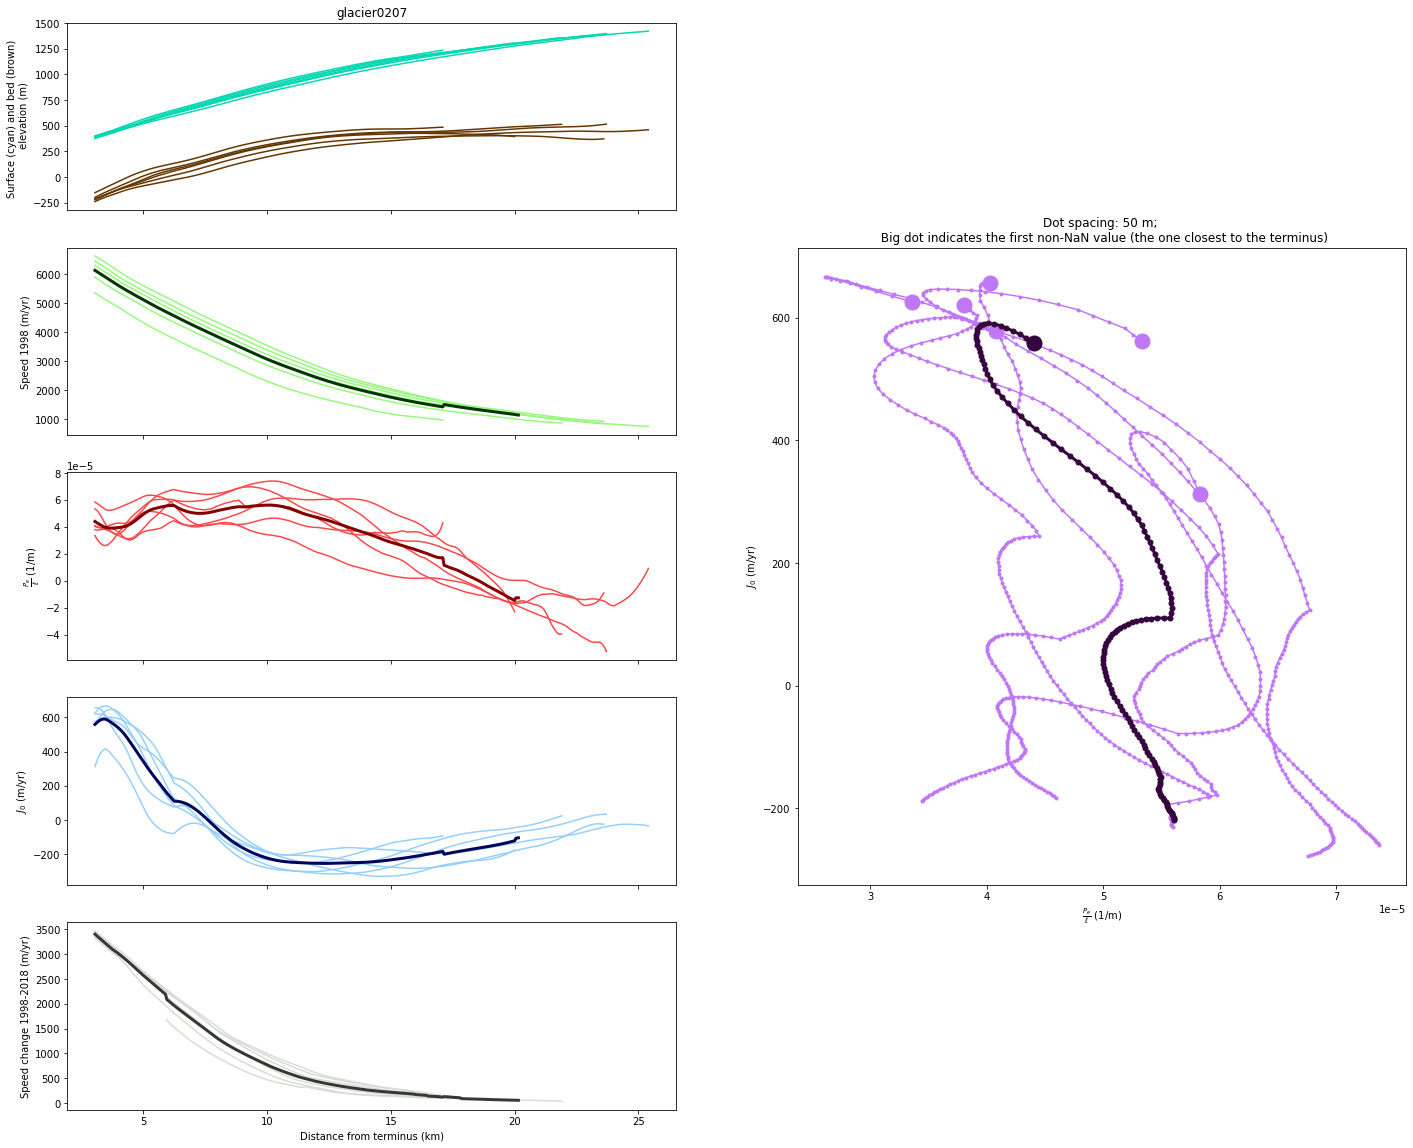 glacier0207
Surface (cyan) and bed (brown)
elevation (m)
1500
1250
1000
750
500
250
0
−250
Speed 1998 (m/yr)
6000
5000
4000
3000
2000
1000
1e−5
P_e/ℓ (1/m)
8
6
4
2
0
−2
−4
J_0 (m/yr)
600
400
200
0
−200
Speed change 1998-2018 (m/yr)
3500
3000
2500
2000
1500
1000
500
0
5 10 15 20 25
Distance from terminus (km)
Dot spacing: 50 m;
Big dot indicates the first non-NaN value (the one closest to the terminus)
J_0 (m/yr)
600
400
200
0
−200
3 4 5 6 7
1e−5
P_e/ℓ (1/m)